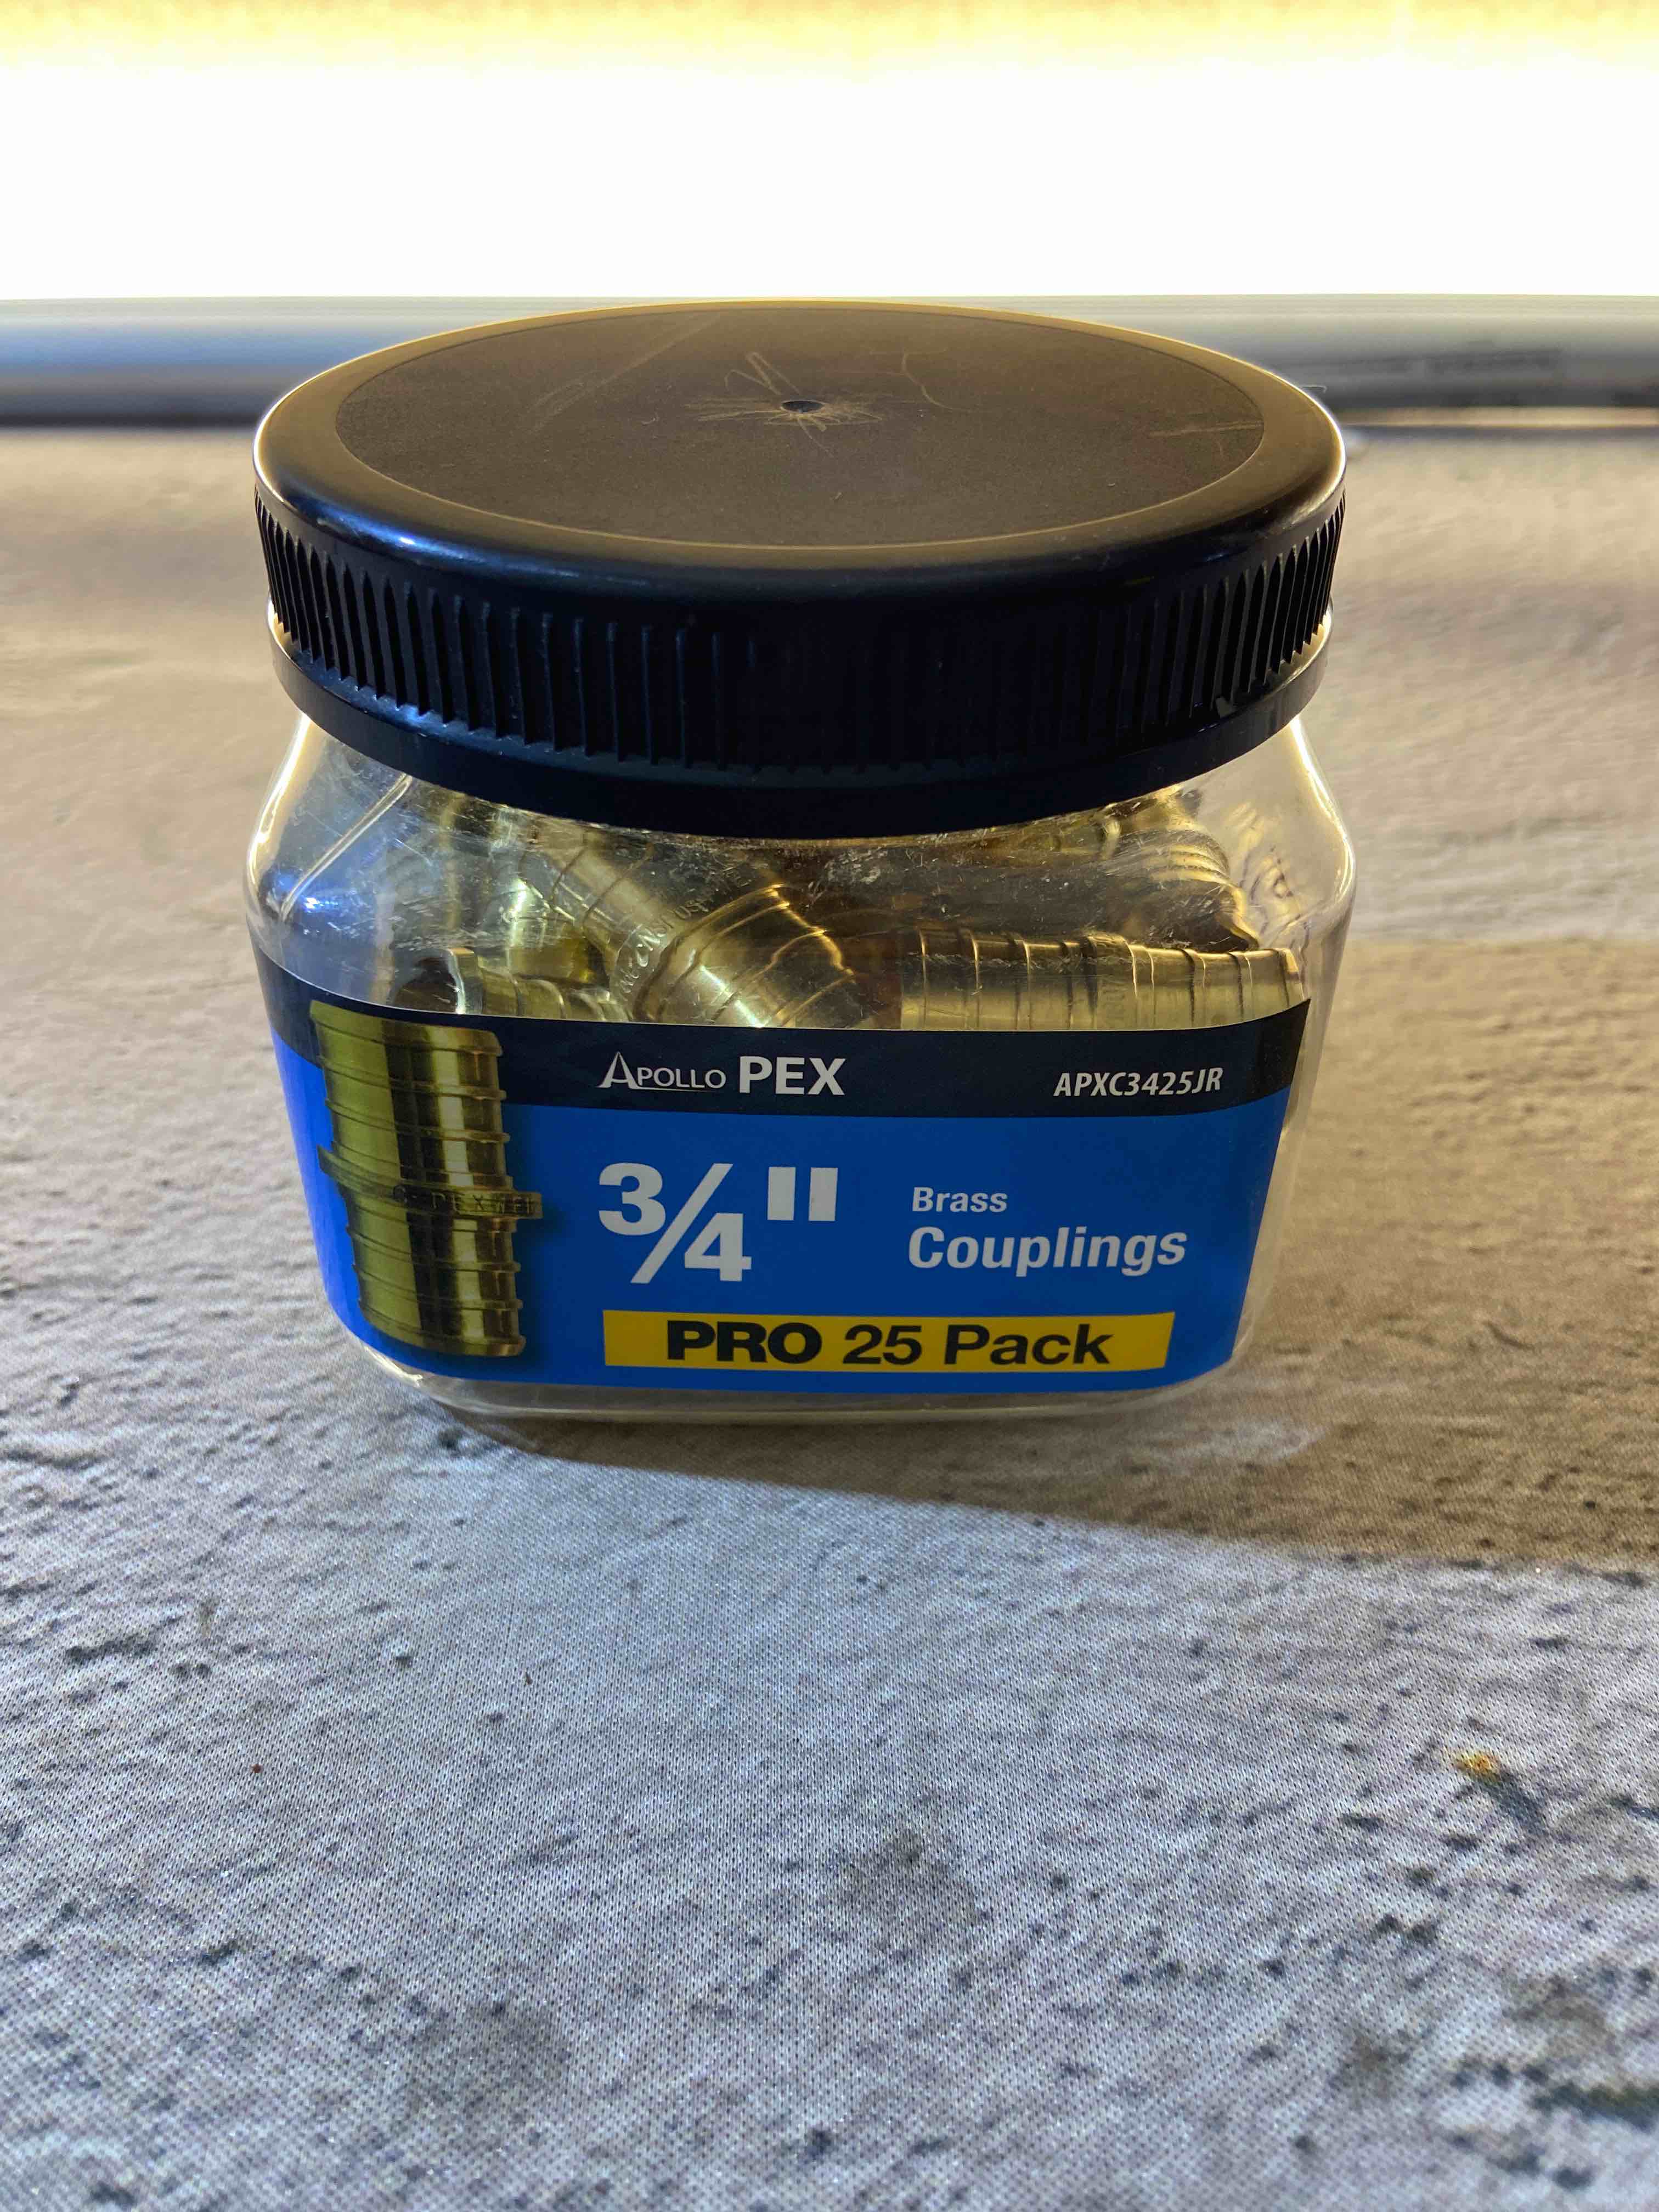 APOLLO PEX
APXC3425JR
3/4"
Brass
Couplings
PRO 25 Pack